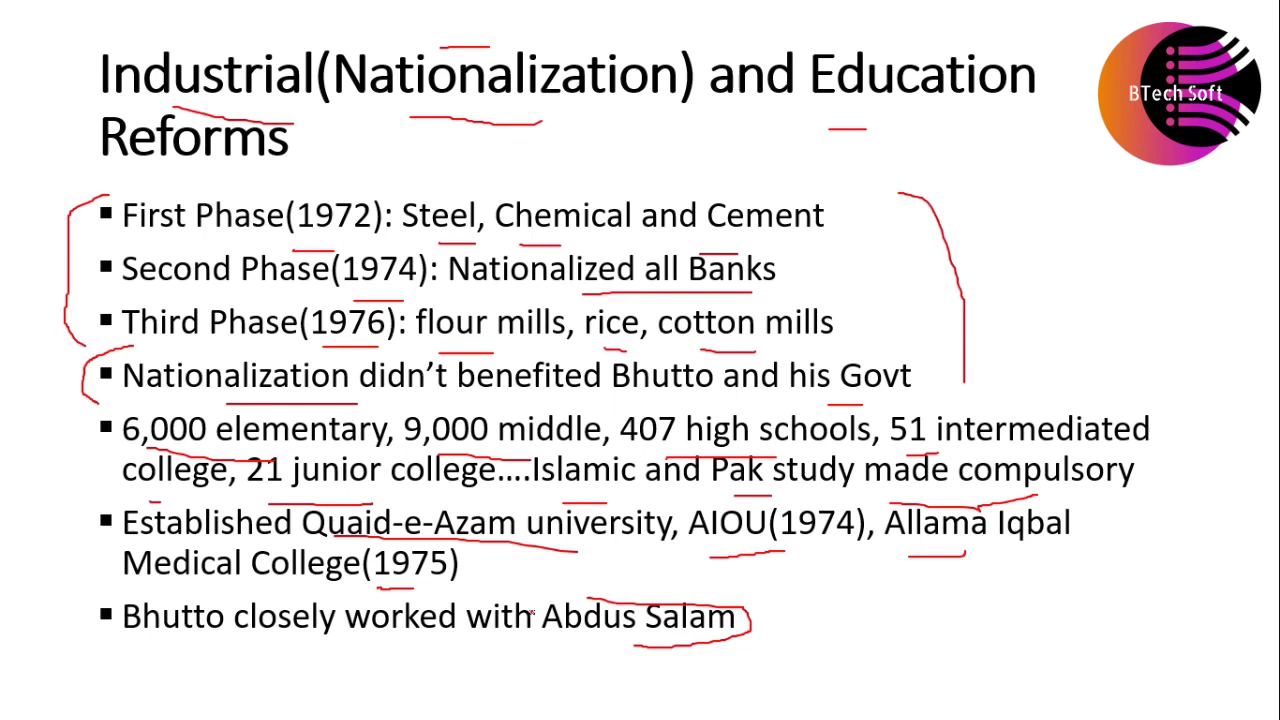 Industrial(Nationalization) and Education
Reforms
BTech Soft
▪ First Phase(1972): Steel, Chemical and Cement
▪ Second Phase(1974): Nationalized all Banks
▪ Third Phase(1976): flour mills, rice, cotton mills
▪ Nationalization didn’t benefited Bhutto and his Govt
▪ 6,000 elementary, 9,000 middle, 407 high schools, 51 intermediated
college, 21 junior college….Islamic and Pak study made compulsory
▪ Established Quaid-e-Azam university, AIOU(1974), Allama Iqbal
Medical College(1975)
▪ Bhutto closely worked with Abdus Salam